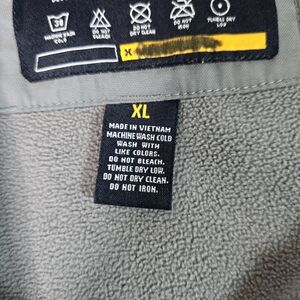 30
MACHINE WASH
COLD
DO NOT
BLEACH
DO NOT
DRY CLEAN
DO NOT
IRON
TUMBLE DRY
LOW
X
XL
MADE IN VIETNAM
MACHINE WASH COLD
WASH WITH
LIKE COLORS.
DO NOT BLEACH.
TUMBLE DRY LOW.
DO NOT DRY CLEAN.
DO NOT IRON.